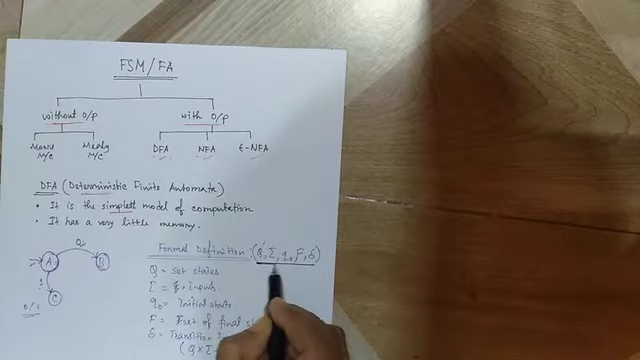 FSM/FA
without O/P with O/P
Moore M/C Mealy M/C DFA NFA ε-NFA
DFA (Deterministic Finite Automata)
• It is the simplest model of computation
• It has a very little memory.
Formal Definition : (Q, Σ, q₀, F, δ)
Q = set states
Σ = inputs.
q₀ = Initial state
F = set of final
δ = Transition
(Q × Σ
A 0 B
1
C
0/1